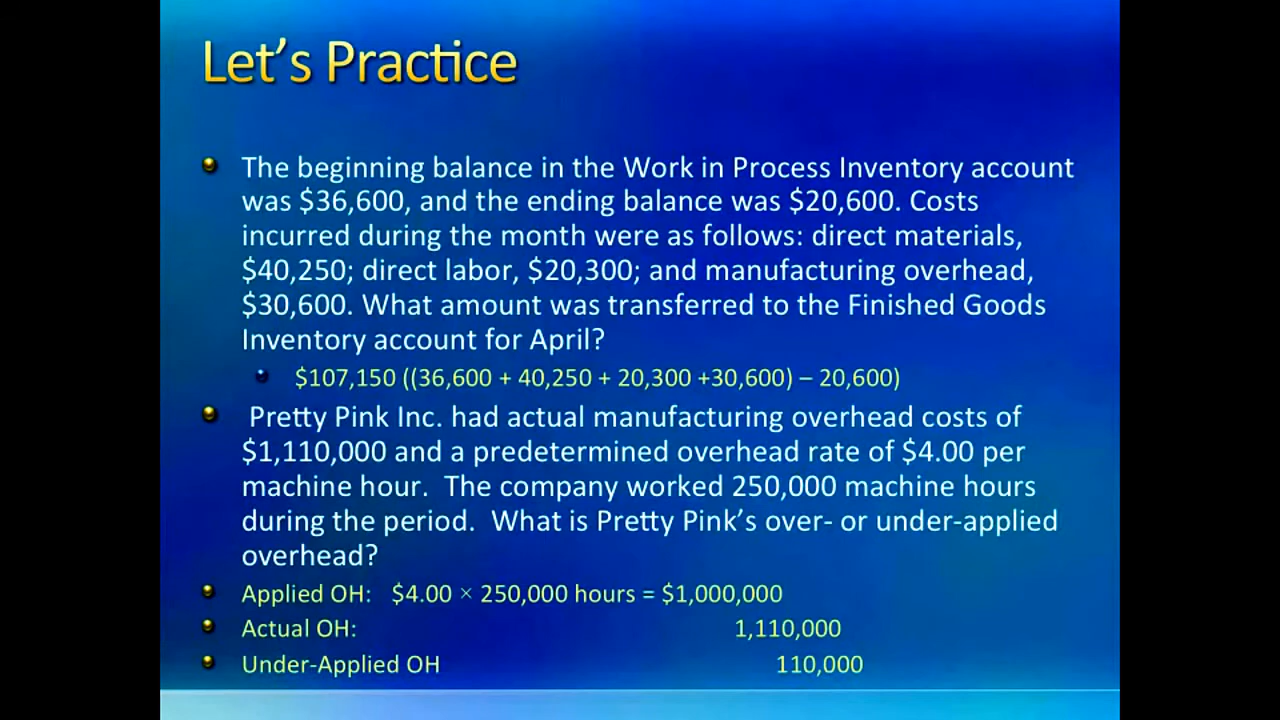 Let's Practice
The beginning balance in the Work in Process Inventory account
was $36,600, and the ending balance was $20,600. Costs
incurred during the month were as follows: direct materials,
$40,250; direct labor, $20,300; and manufacturing overhead,
$30,600. What amount was transferred to the Finished Goods
Inventory account for April?
$107,150 ((36,600 + 40,250 + 20,300 +30,600) – 20,600)
Pretty Pink Inc. had actual manufacturing overhead costs of
$1,110,000 and a predetermined overhead rate of $4.00 per
machine hour. The company worked 250,000 machine hours
during the period. What is Pretty Pink's over- or under-applied
overhead?
Applied OH: $4.00 × 250,000 hours = $1,000,000
Actual OH: 1,110,000
Under-Applied OH 110,000